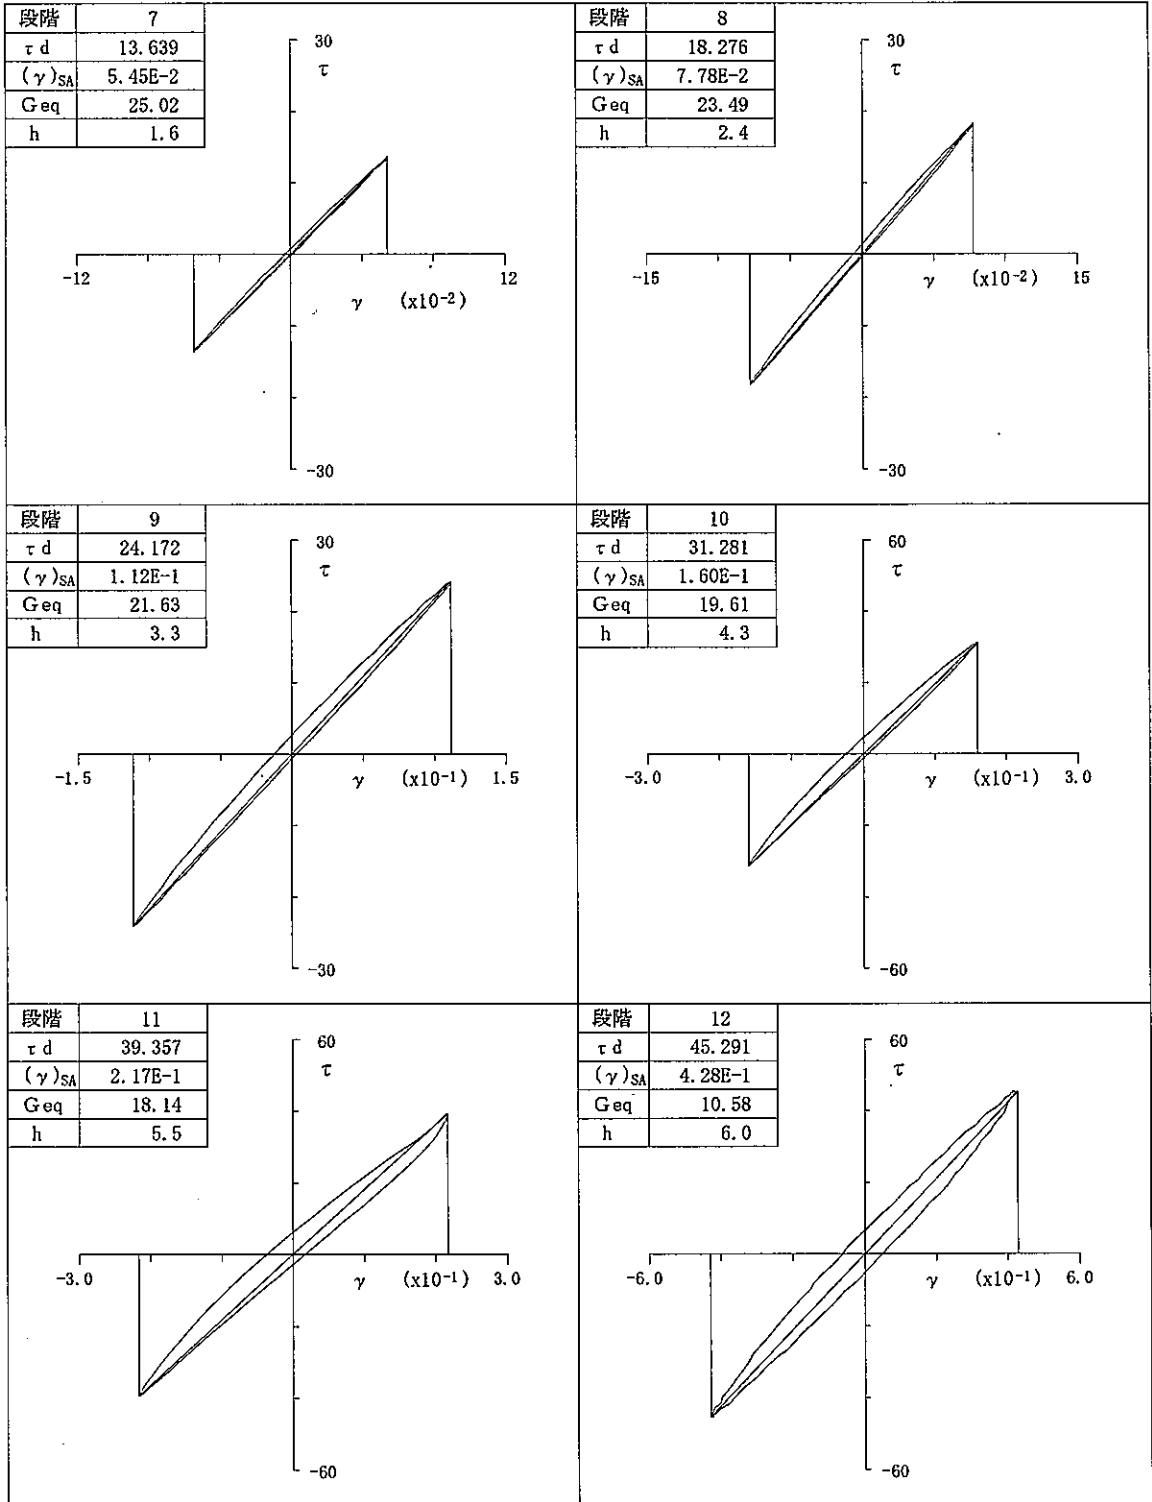 段階 7
τd 13.639
(γ)SA 5.45E-2
Geq 25.02
h 1.6
30
τ
-12
12
γ (x10-2)
-30
段階 8
τd 18.276
(γ)SA 7.78E-2
Geq 23.49
h 2.4
30
τ
-15
γ (x10-2) 15
-30
段階 9
τd 24.172
(γ)SA 1.12E-1
Geq 21.63
h 3.3
30
τ
-1.5 γ (x10-1) 1.5
-30
段階 10
τd 31.281
(γ)SA 1.60E-1
Geq 19.61
h 4.3
60
τ
-3.0 γ (x10-1) 3.0
-60
段階 11
τd 39.357
(γ)SA 2.17E-1
Geq 18.14
h 5.5
60
τ
-3.0 γ (x10-1) 3.0
-60
段階 12
τd 45.291
(γ)SA 4.28E-1
Geq 10.58
h 6.0
60
τ
-6.0 γ (x10-1) 6.0
-60